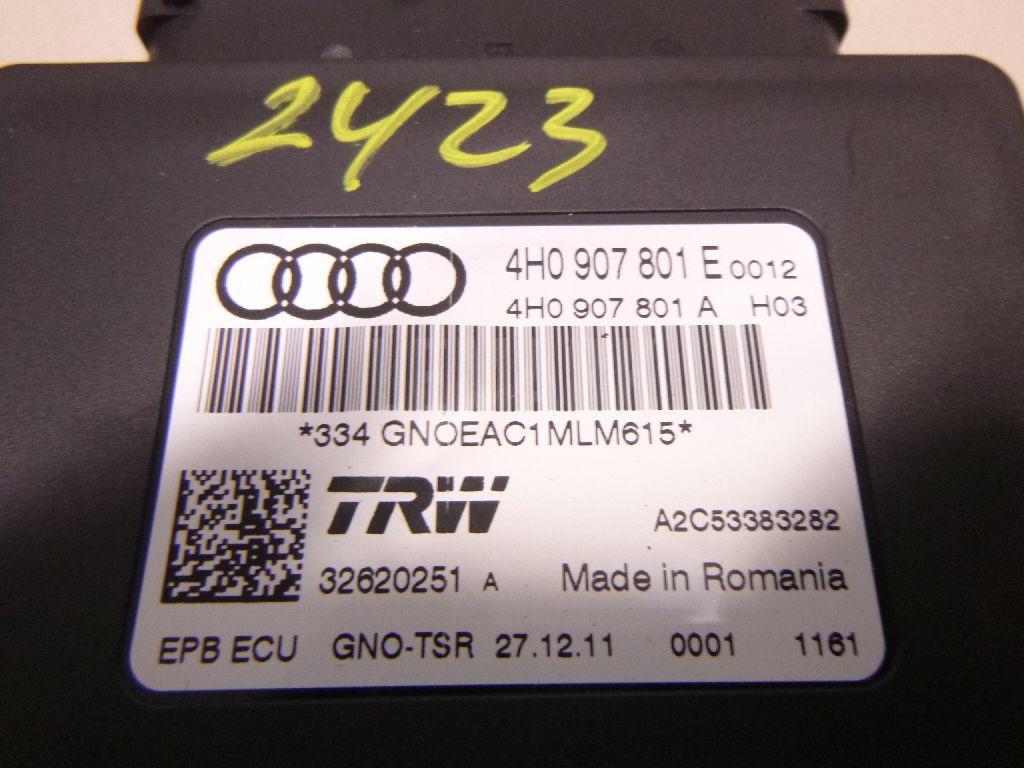 2423
4H0 907 801 E 0012
4H0 907 801 A H03
*334 GNOEAC1MLM615*
TRW
A2C53383282
32620251 A Made in Romania
EPB ECU GNO-TSR 27.12.11 0001 1161